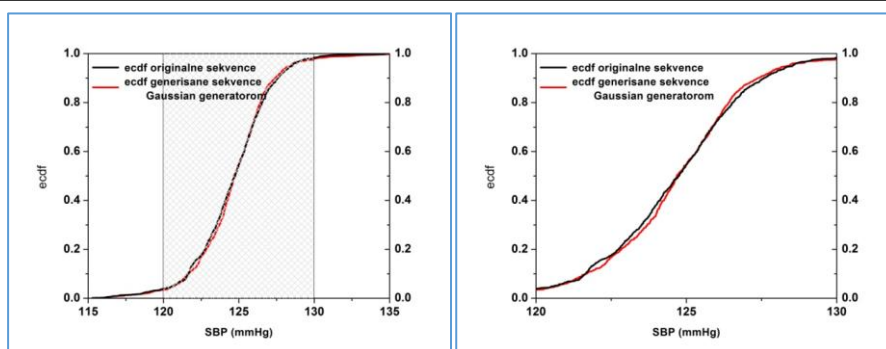 1.0
0.8
0.6
0.4
0.2
0.0
ecdf
ecdf originalne sekvence
ecdf generisane sekvence
Gaussian generatorom
1.0
0.8
0.6
0.4
0.2
0.0
115 120 125 130 135
SBP (mmHg)
1.0
0.8
0.6
0.4
0.2
0.0
ecdf
ecdf originalne sekvence
ecdf generisane sekvence
Gaussian generatorom
1.0
0.8
0.6
0.4
0.2
0.0
120 125 130
SBP (mmHg)